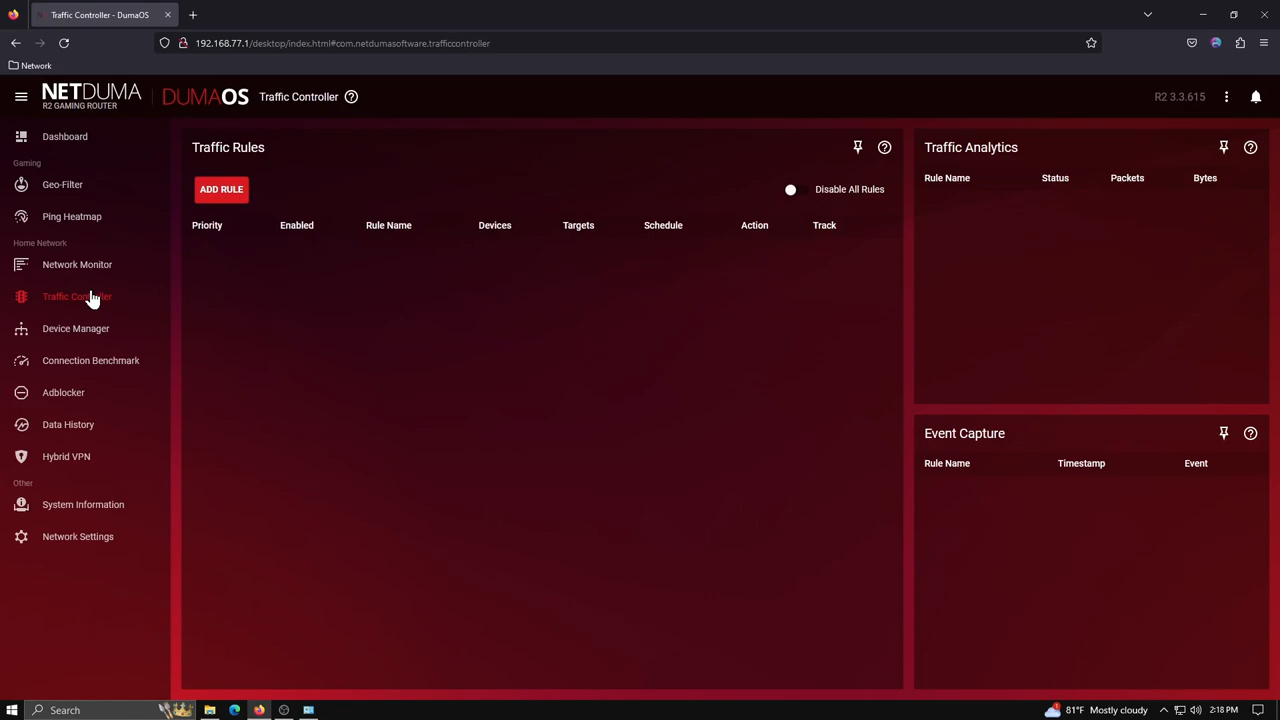 Traffic Controller - DumaOS
192.168.77.1/desktop/index.html#com.netdumasoftware.trafficcontroller
Network
NETDUMA
R2 GAMING ROUTER
DUMAOS
Traffic Controller
R2 3.3.615
Dashboard
Gaming
Geo-Filter
Ping Heatmap
Home Network
Network Monitor
Traffic Controller
Device Manager
Connection Benchmark
Adblocker
Data History
Hybrid VPN
Other
System Information
Network Settings
Traffic Rules
ADD RULE
Disable All Rules
Priority Enabled Rule Name Devices Targets Schedule Action Track
Traffic Analytics
Rule Name Status Packets Bytes
Event Capture
Rule Name Timestamp Event
Search
81°F Mostly cloudy
2:18 PM